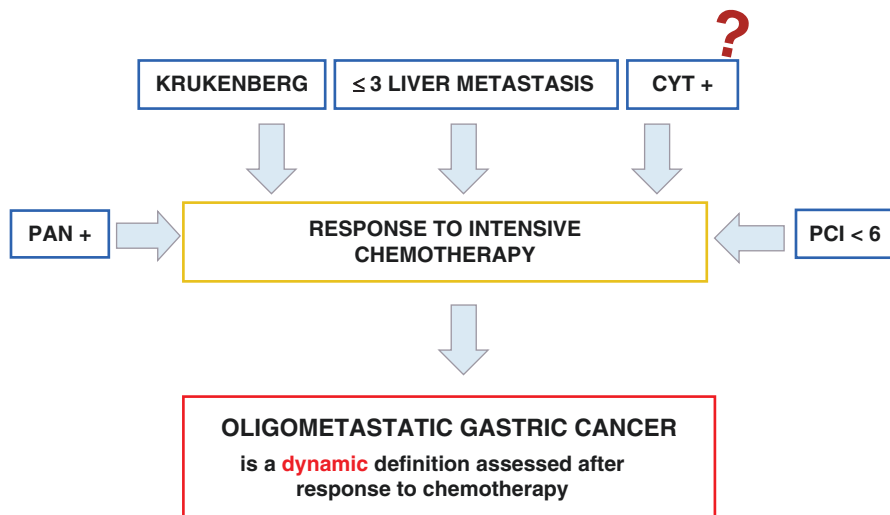 ?
KRUKENBERG
≤ 3 LIVER METASTASIS
CYT +
PAN +
RESPONSE TO INTENSIVE
CHEMOTHERAPY
PCI < 6
OLIGOMETASTATIC GASTRIC CANCER
is a dynamic definition assessed after
response to chemotherapy